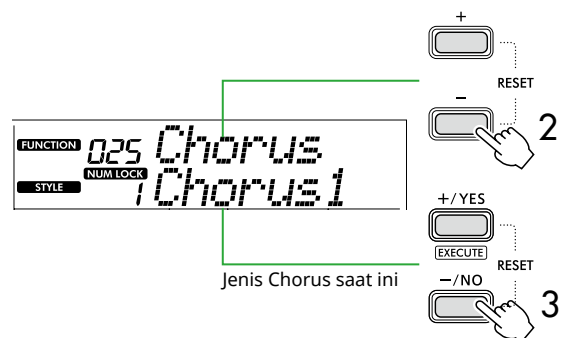 +
RESET
−
2
FUNCTION 025 Chorus
NUM LOCK
STYLE 1 Chorus1
+/YES
EXECUTE
RESET
Jenis Chorus saat ini
−/NO
3